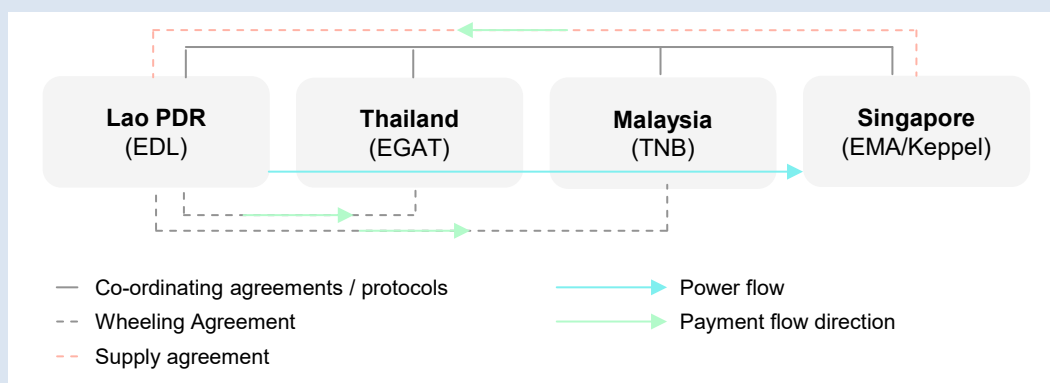 Lao PDR
(EDL)
Thailand
(EGAT)
Malaysia
(TNB)
Singapore
(EMA/Keppel)
Co-ordinating agreements / protocols
Wheeling Agreement
Supply agreement
Power flow
Payment flow direction